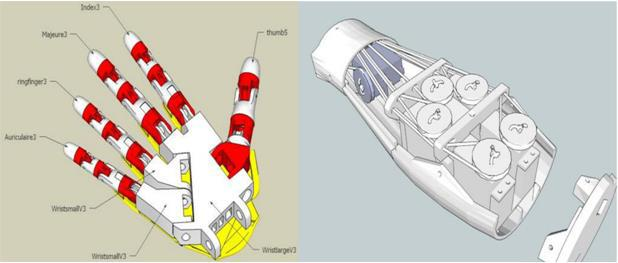 Index3
Majeure3
thumb5
ringfinger3
Auriculaire3
WristsmallV3
WristsmallV3
WristlargeV3